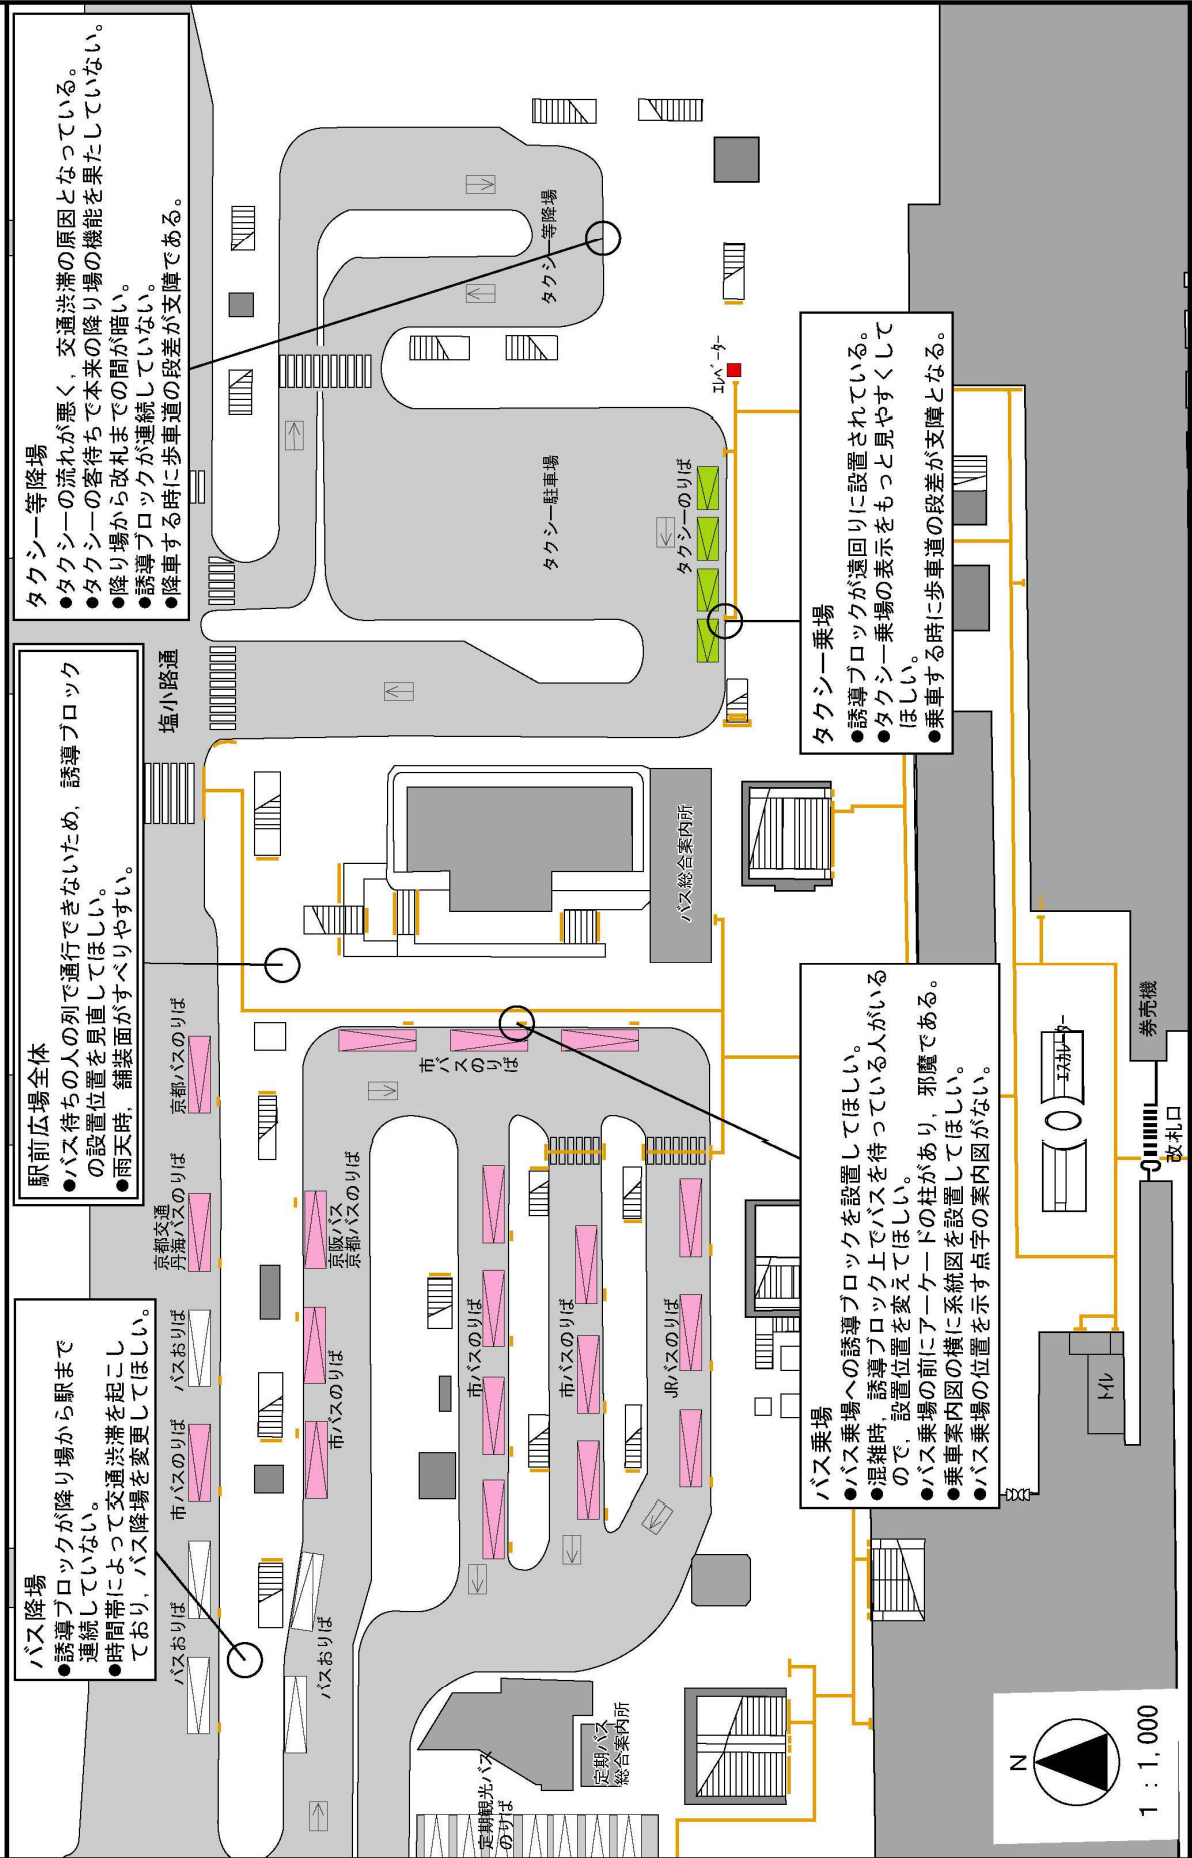 バス降場
●誘導ブロックが降り場から駅まで
連続していない。
●時間帯によって交通渋滞を起こし
ており，バス降場を変更してほしい。
駅前広場全体
●バス待ちの人の列で通行できないため，誘導ブロック
の設置位置を見直してほしい。
●雨天時，舗装面がすべりやすい。
タクシー等降場
●タクシーの流れが悪く，交通渋滞の原因となっている。
●タクシーの客待ちで本来の降り場の機能を果たしていない。
●降り場から改札までの間が暗い。
●誘導ブロックが連続していない。
●降車する時に歩車道の段差が支障である。
塩小路通
バスおりば
市バスのりば
バスおりば
京都交通
丹海バスのりば
京都バスのりば
バスおりば
市バスのりば
京阪バス
京都バスのりば
市バスのりば
市バスのりば
市バスのりば
JRバスのりば
定期観光バス
のりば
定期バス
総合案内所
バス総合案内所
タクシー駐車場
タクシー等降場
タクシーのりば
エレベーター
バス乗場
●バス乗場への誘導ブロックを設置してほしい。
●混雑時，誘導ブロック上でバスを待っている人がいる
ので，設置位置を変えてほしい。
●バス乗場の前にアーケードの柱があり，邪魔である。
●乗車案内図の横に系統図を設置してほしい。
●バス乗場の位置を示す点字の案内図がない。
タクシー乗場
●誘導ブロックが遠回りに設置されている。
●タクシー乗場の表示をもっと見やすくして
ほしい。
●乗車する時に歩車道の段差が支障となる。
トイレ
エスカレーター
券売機
改札口
N
1：1,000